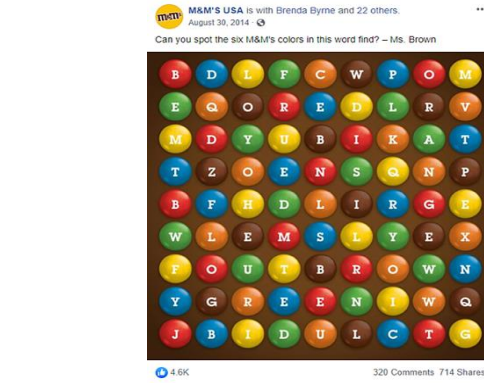 m&m's
M&M'S USA is with Brenda Byrne and 22 others.
August 30, 2014 ·
Can you spot the six M&M's colors in this word find? – Ms. Brown
B D L F C W P O M
E Q O R E D L R V
M D Y U B I K A T
T Z O E N S Q N P
B F H D L I R G E
W L E M S L Y E X
F O U T B R O W N
Y G R E E N I W Q
J B I D U L C T G
4.6K
320 Comments 714 Shares